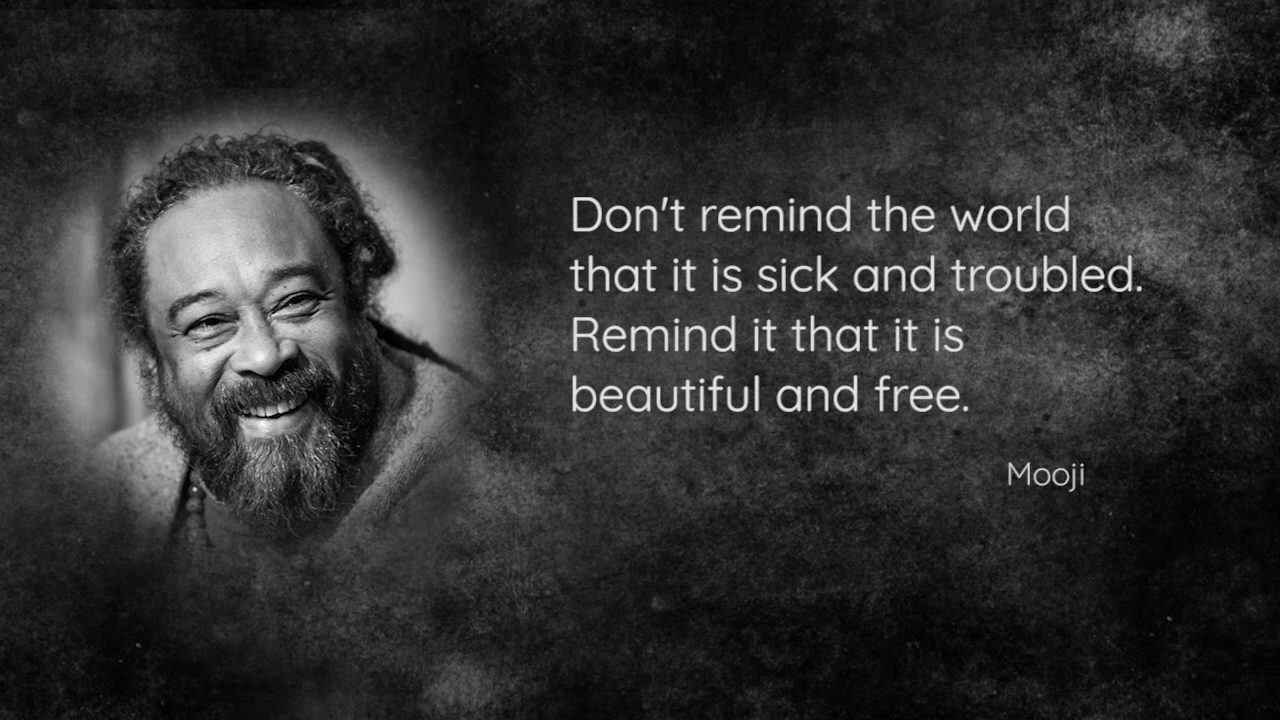 Don't remind the world
that it is sick and troubled.
Remind it that it is
beautiful and free.
Mooji